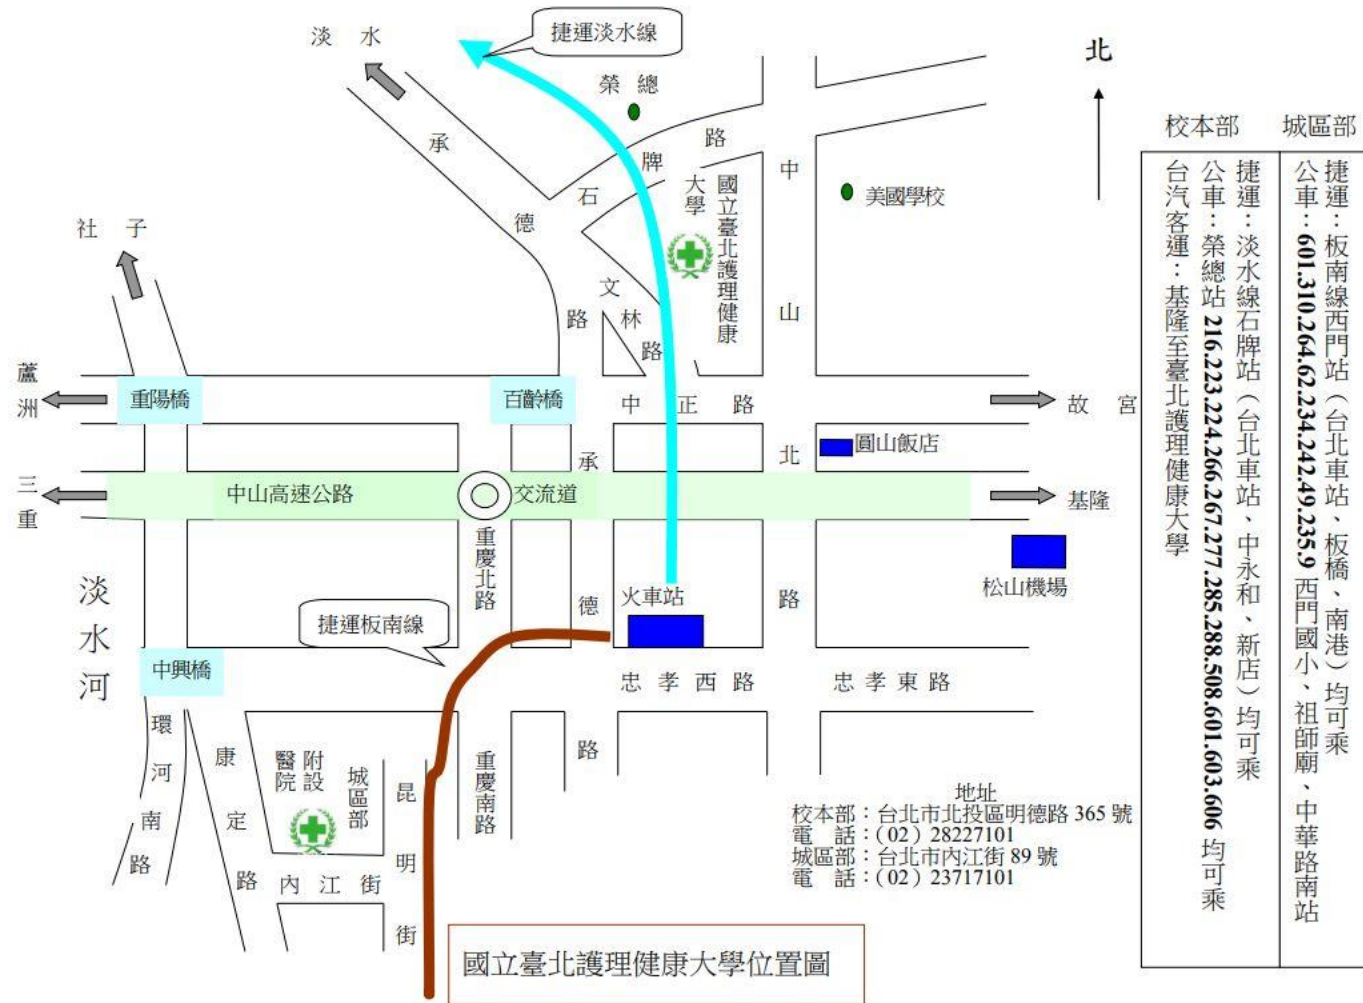 淡水
捷運淡水線
榮總
北
承德路
石牌路
中山北路
國立臺北護理健康
大學
美國學校
社子
文林路
蘆洲
重陽橋
百齡橋
中正路
故宮
圓山飯店
三重
中山高速公路
交流道
基隆
承德路
重慶北路
松山機場
火車站
淡水河
捷運板南線
中興橋
忠孝西路
忠孝東路
環河南路
康定路
附設
醫院
城區部
昆明街
重慶南路
內江街
地址
校本部：台北市北投區明德路 365 號
電 話：(02) 28227101
城區部：台北市內江街 89 號
電 話：(02) 23717101
國立臺北護理健康大學位置圖
城區部
捷運：板南線西門站（台北車站、板橋、南港）均可乘
公車：601.310.264.62.234.242.49.235.9 西門國小、祖師廟、中華路南站
校本部
捷運：淡水線石牌站（台北車站、中永和、新店）均可乘
公車：榮總站 216.223.224.266.267.277.285.288.508.601.603.606 均可乘
台汽客運：基隆至臺北護理健康大學